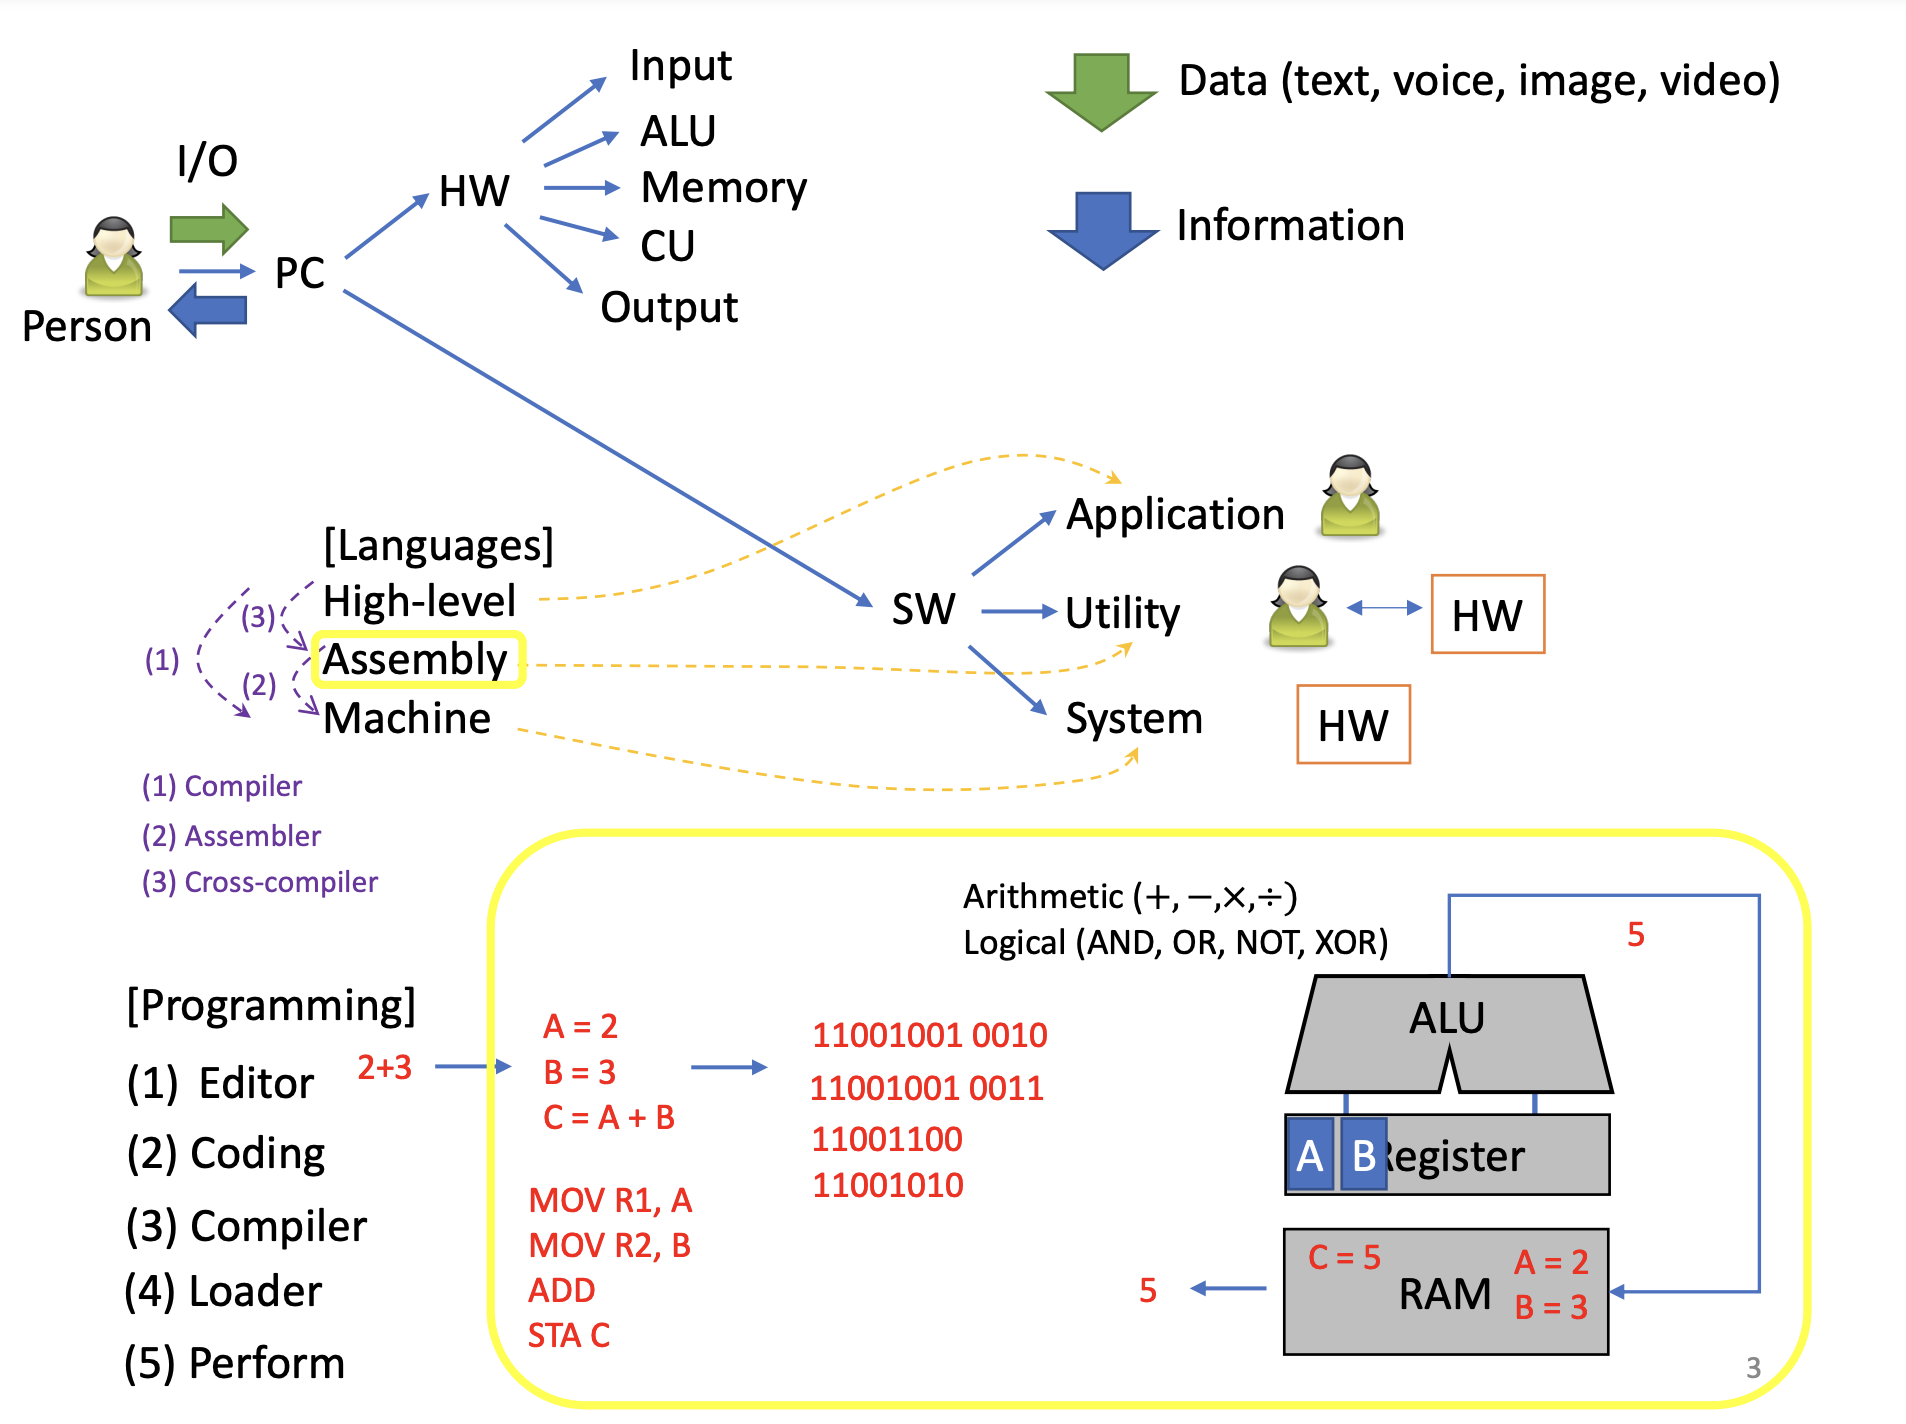 Input
ALU
Memory
CU
Output
HW
I/O
PC
Person
Data (text, voice, image, video)
Information
[Languages]
High-level
Assembly
Machine
(3)
(1)
(2)
(1) Compiler
(2) Assembler
(3) Cross-compiler
SW
Application
Utility
System
HW
HW
[Programming]
(1) Editor
(2) Coding
(3) Compiler
(4) Loader
(5) Perform
2+3
A = 2
B = 3
C = A + B
MOV R1, A
MOV R2, B
ADD
STA C
11001001 0010
11001001 0011
11001100
11001010
Arithmetic (+, −,×,÷)
Logical (AND, OR, NOT, XOR)
5
ALU
A B Register
C = 5
RAM
A = 2
B = 3
5
3